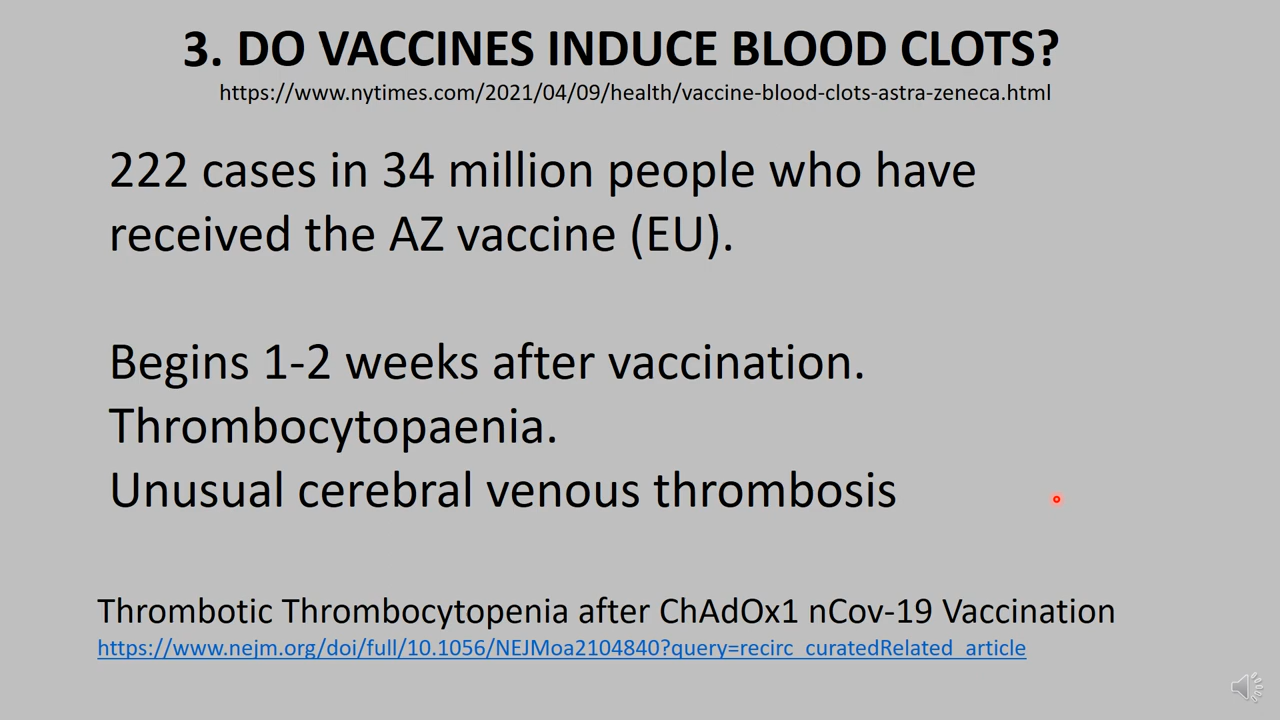 3. DO VACCINES INDUCE BLOOD CLOTS?
https://www.nytimes.com/2021/04/09/health/vaccine-blood-clots-astra-zeneca.html
222 cases in 34 million people who have
received the AZ vaccine (EU).
Begins 1-2 weeks after vaccination.
Thrombocytopaenia.
Unusual cerebral venous thrombosis
Thrombotic Thrombocytopenia after ChAdOx1 nCov-19 Vaccination
https://www.nejm.org/doi/full/10.1056/NEJMoa2104840?query=recirc_curatedRelated_article